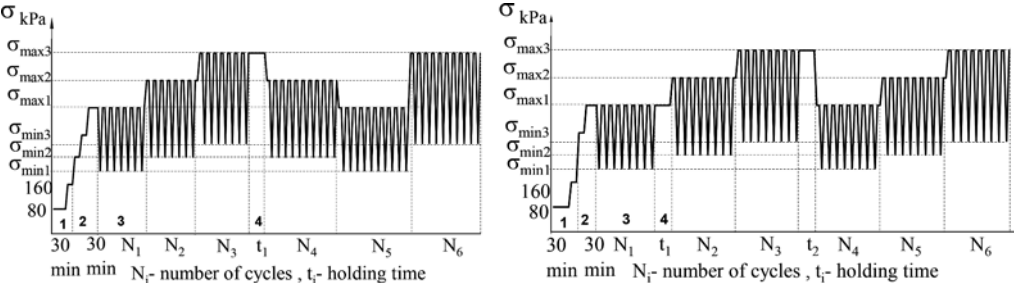 σ kPa
σmax3
σmax2
σmax1
σmin3
σmin2
σmin1
160
80
1 2 3 4
30 30 N1 N2 N3 t1 N4 N5 N6
min min Ni- number of cycles , ti- holding time
σ kPa
σmax3
σmax2
σmax1
σmin3
σmin2
σmin1
160
80
1 2 3 4
30 30 N1 t1 N2 N3 t2 N4 N5 N6
min min Ni- number of cycles , ti- holding time